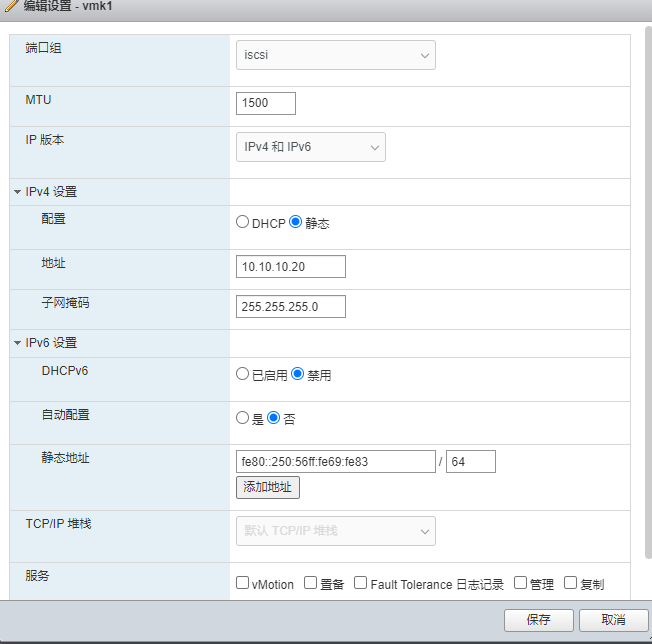 编辑设置 - vmk1
端口组 iscsi
MTU 1500
IP 版本 IPv4 和 IPv6
IPv4 设置
配置 DHCP 静态
地址 10.10.10.20
子网掩码 255.255.255.0
IPv6 设置
DHCPv6 已启用 禁用
自动配置 是 否
静态地址 fe80::250:56ff:fe69:fe83 / 64
添加地址
TCP/IP 堆栈 默认 TCP/IP 堆栈
服务 vMotion 置备 Fault Tolerance 日志记录 管理 复制
保存 取消